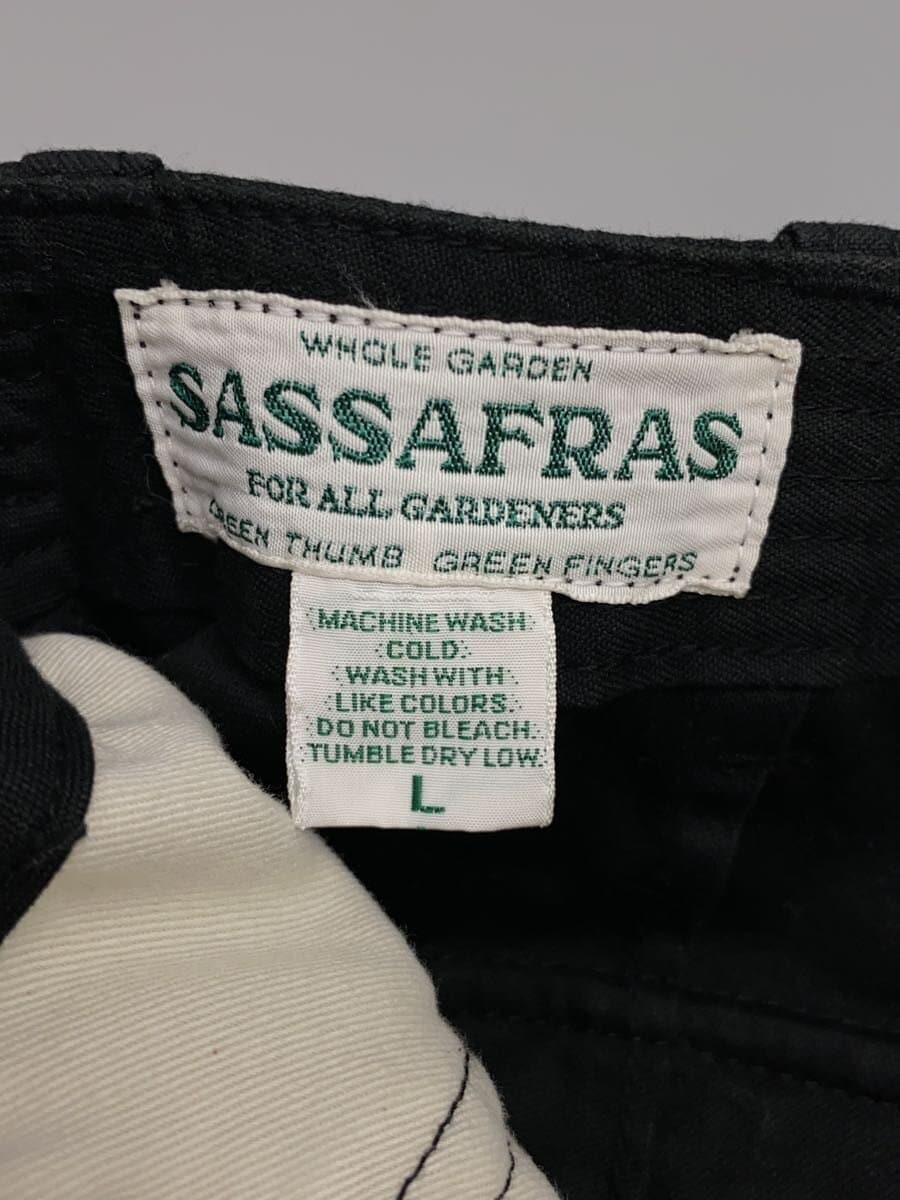 WHOLE GARDEN
SASSAFRAS
FOR ALL GARDENERS
GREEN THUMB GREEN FINGERS
MACHINE WASH
COLD.
WASH WITH
LIKE COLORS.
DO NOT BLEACH.
TUMBLE DRY LOW.
L